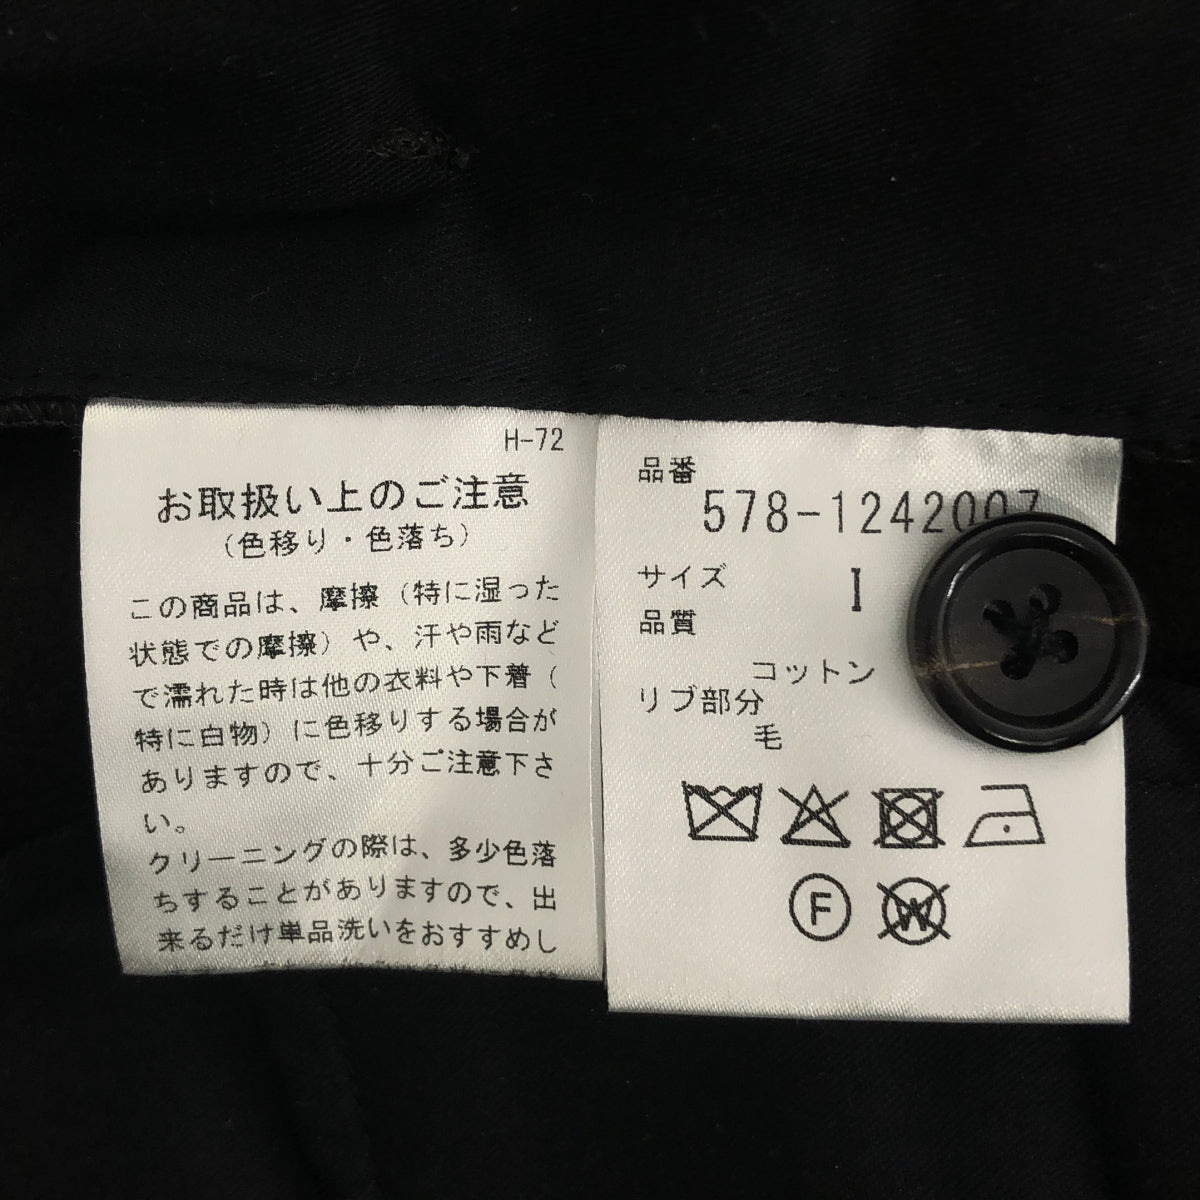 H-72
お取扱い上のご注意
(色移り・色落ち)
この商品は、摩擦(特に湿った
状態での摩擦)や、汗や雨など
で濡れた時は他の衣料や下着(
特に白物)に色移りする場合が
ありますので、十分ご注意下さ
い。
クリーニングの際は、多少色落
ちすることがありますので、出
来るだけ単品洗いをおすすめし
品番
578-1242007
サイズ I
品質
コットン
リブ部分
毛
F
W